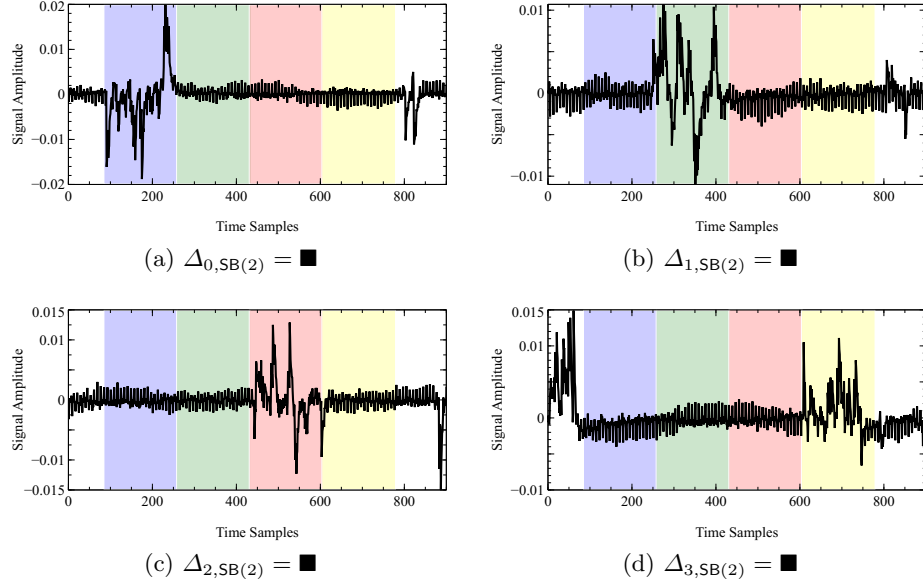 0.02
0.01
0
−0.01
−0.02
Signal Amplitude
0 200 400 600 800
Time Samples
(a) Δ0,SB(2) = ■
0.01
0
−0.01
Signal Amplitude
0 200 400 600 800
Time Samples
(b) Δ1,SB(2) = ■
0.015
0.01
0
−0.01
−0.015
Signal Amplitude
0 200 400 600 800
Time Samples
(c) Δ2,SB(2) = ■
0.015
0.01
0
−0.01
Signal Amplitude
0 200 400 600 800
Time Samples
(d) Δ3,SB(2) = ■